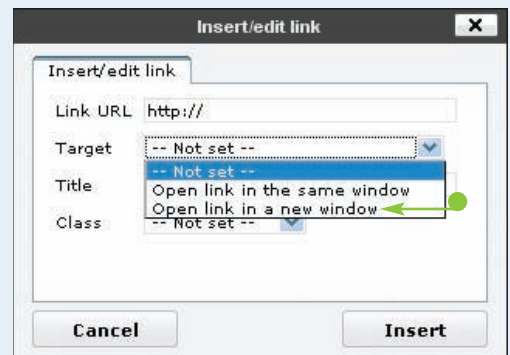 Insert/edit link
X
Insert/edit link
Link URL http://
Target -- Not set --
-- Not set --
Open link in the same window
Title
Open link in a new window
Class -- Not set --
Cancel Insert